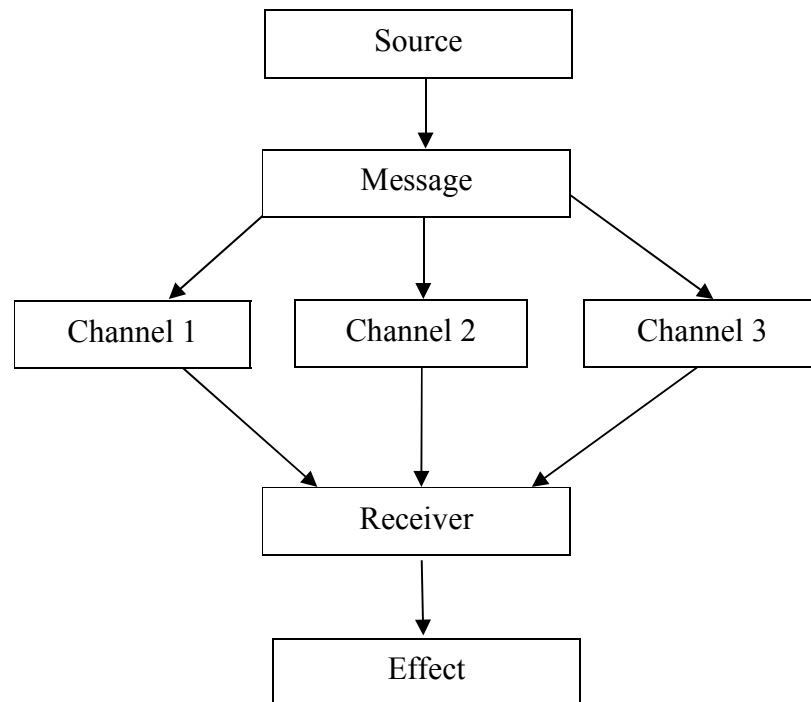 Source
Message
Channel 1
Channel 2
Channel 3
Receiver
Effect